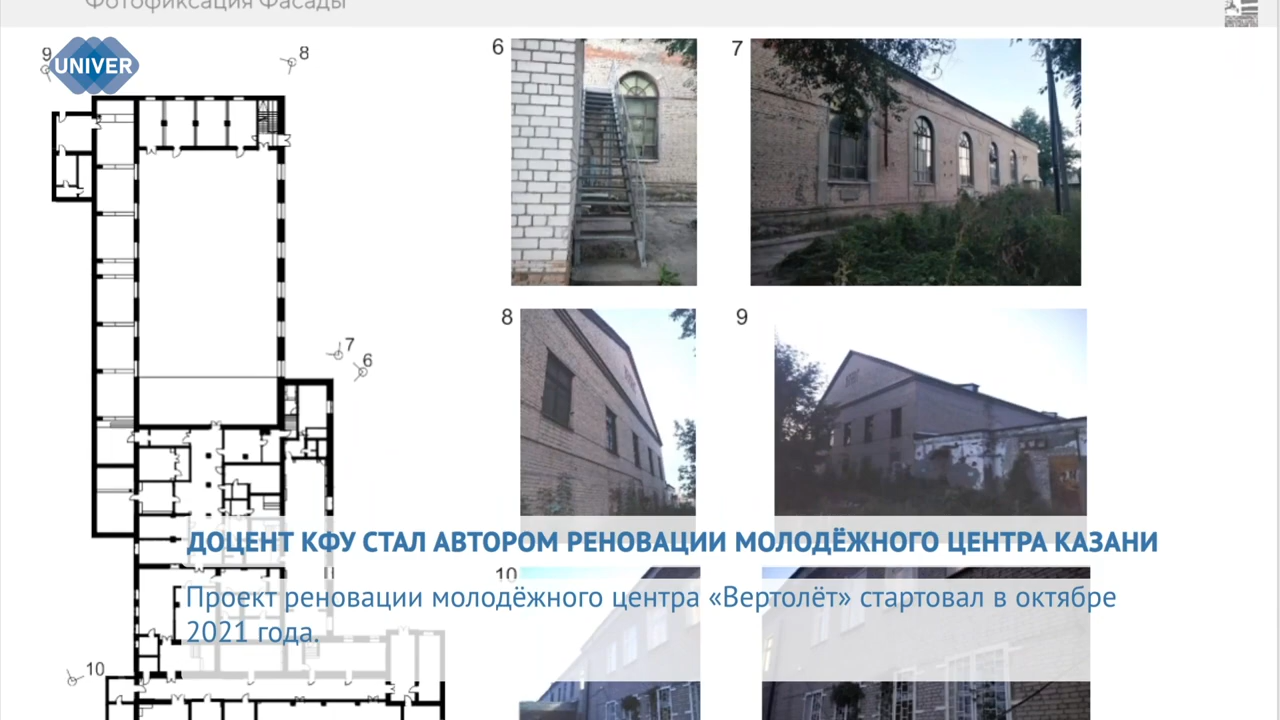 Фотофиксация Фасады
9
UNIVER
8
6
7
7
6
8
9
ДОЦЕНТ КФУ СТАЛ АВТОРОМ РЕНОВАЦИИ МОЛОДЁЖНОГО ЦЕНТРА КАЗАНИ
10
Проект реновации молодёжного центра «Вертолёт» стартовал в октябре
2021 года.
10